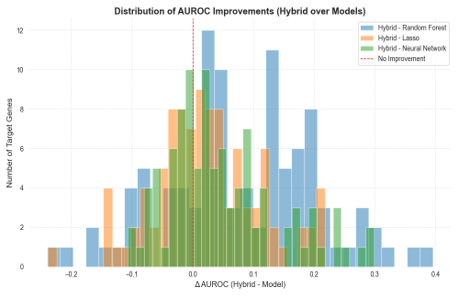 Distribution of AUROC Improvements (Hybrid over Models)
Hybrid - Random Forest
Hybrid - Lasso
Hybrid - Neural Network
No Improvement
Number of Target Genes
12
10
8
6
4
2
0
−0.2 −0.1 0.0 0.1 0.2 0.3 0.4
Δ AUROC (Hybrid - Model)